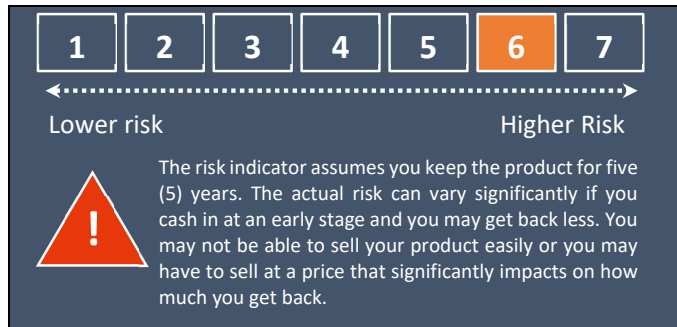 1 2 3 4 5 6 7
Lower risk Higher Risk
The risk indicator assumes you keep the product for five
(5) years. The actual risk can vary significantly if you
cash in at an early stage and you may get back less. You
may not be able to sell your product easily or you may
have to sell at a price that significantly impacts on how
much you get back.
!